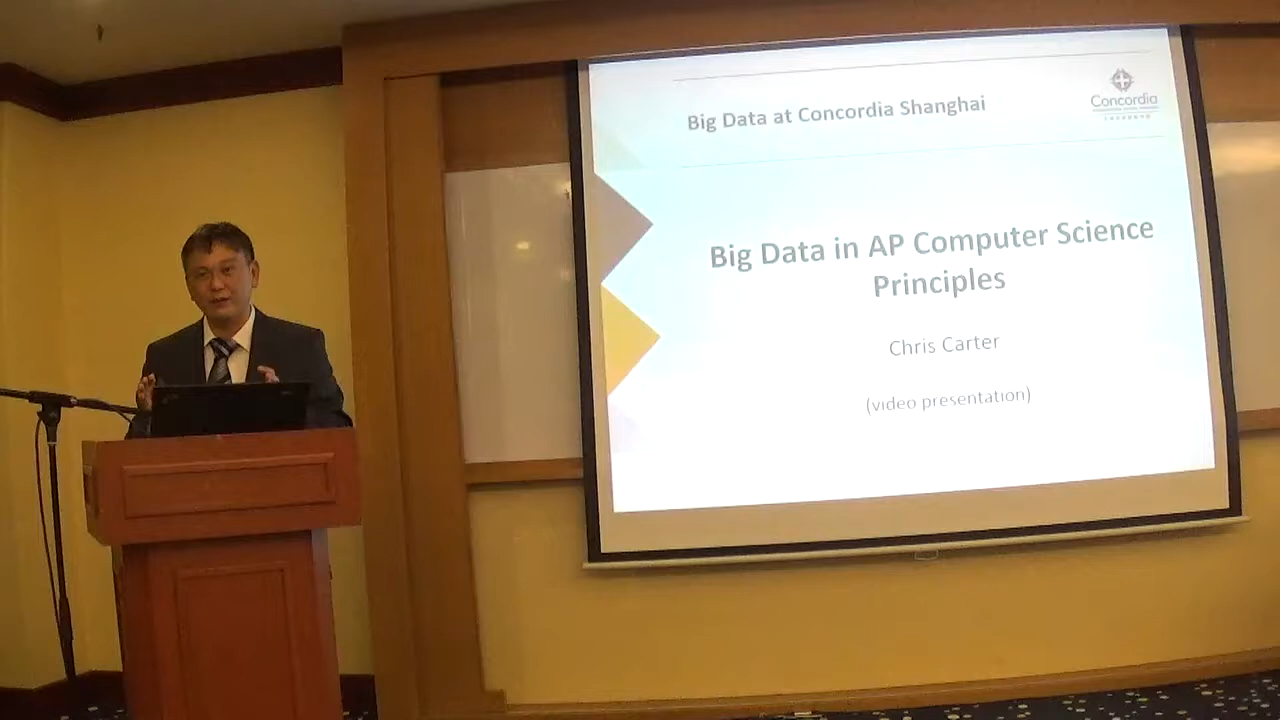 Big Data at Concordia Shanghai
Concordia
Big Data in AP Computer Science
Principles
Chris Carter
(video presentation)